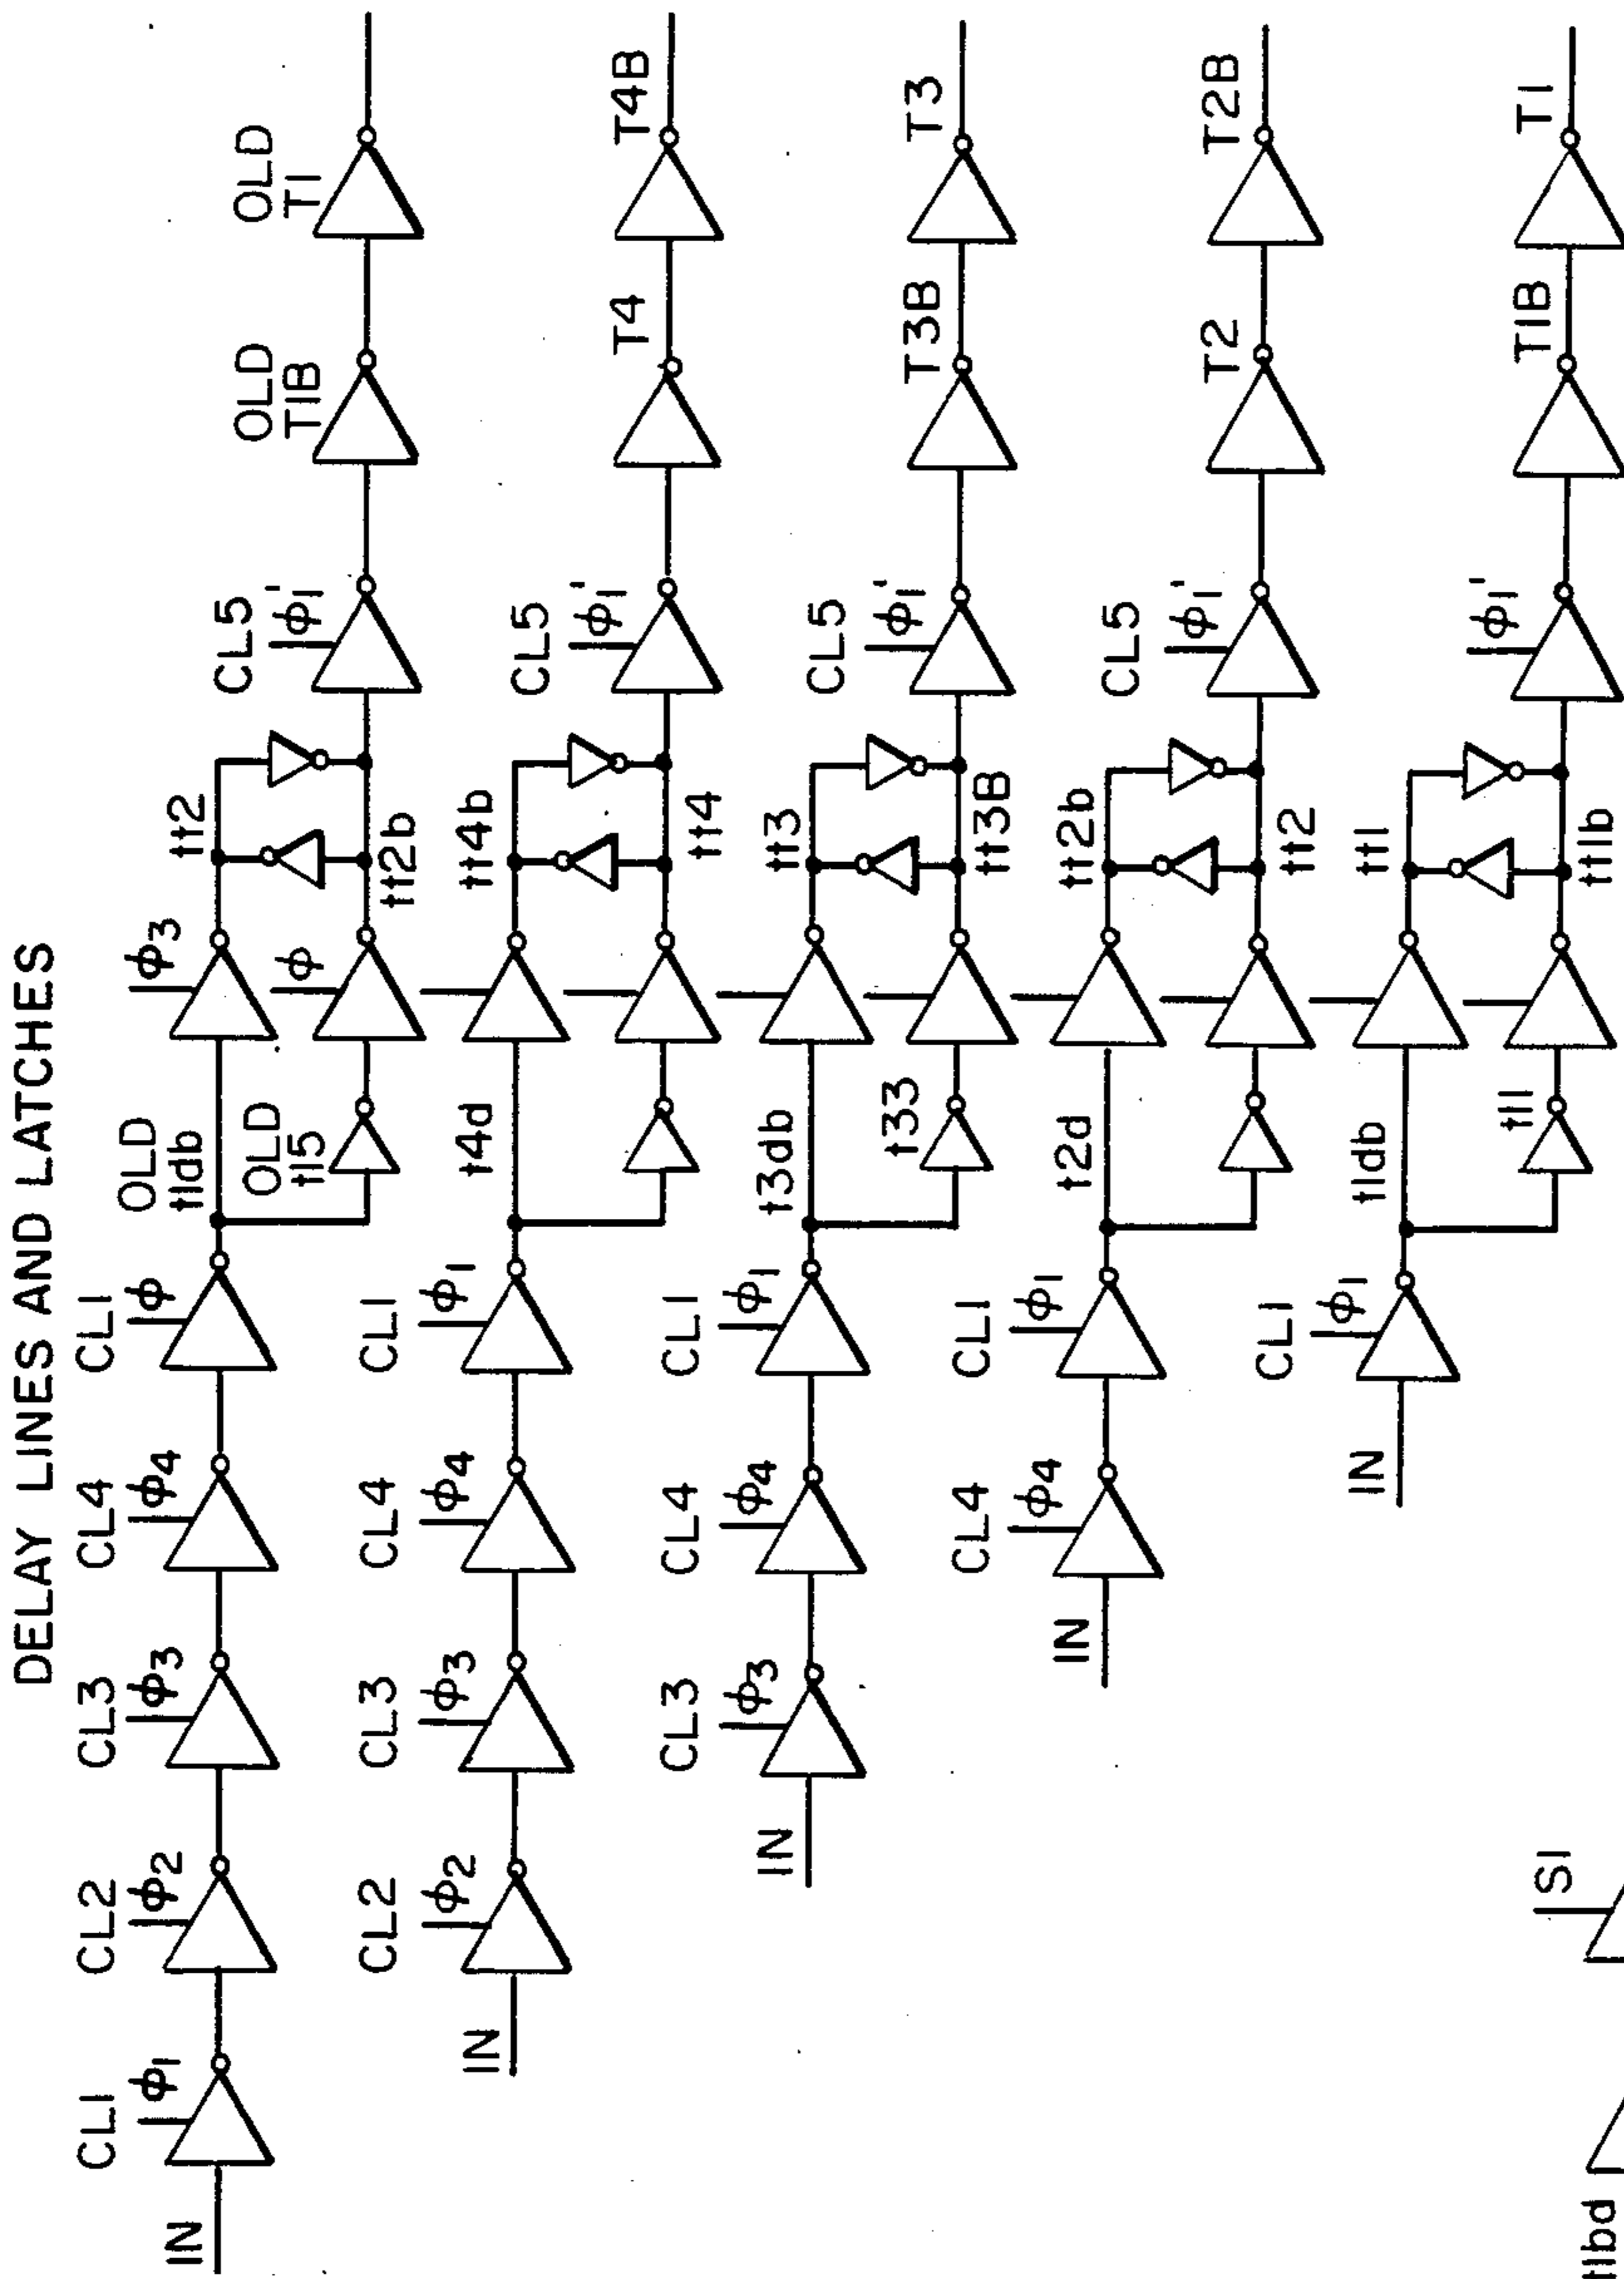 DELAY LINES AND LATCHES
CL1 CL2 CL3 CL4 CL1 OLD
IN ϕ1 ϕ2 ϕ3 ϕ4 ϕ t1db ϕ3 tt2
OLD t15 ϕ tt2b CL5 ϕ1' OLD T1B OLD T1
CL2 CL3 CL4 CL1
IN ϕ2 ϕ3 ϕ4 ϕ1 t4d tt4b
CL5 ϕ1' T4 T4B
tt4
CL3 CL4 CL1
IN ϕ3 ϕ4 ϕ1 t3db tt3
CL5 ϕ1' T3B T3
t33 tt3B
CL4 CL1
IN ϕ4 ϕ1 t2d tt2b
CL5 ϕ1' T2 T2B
tt2
CL1
IN ϕ1 t1db tt1
t11 ϕ1' T1B T1
tt1b
t1bd S1